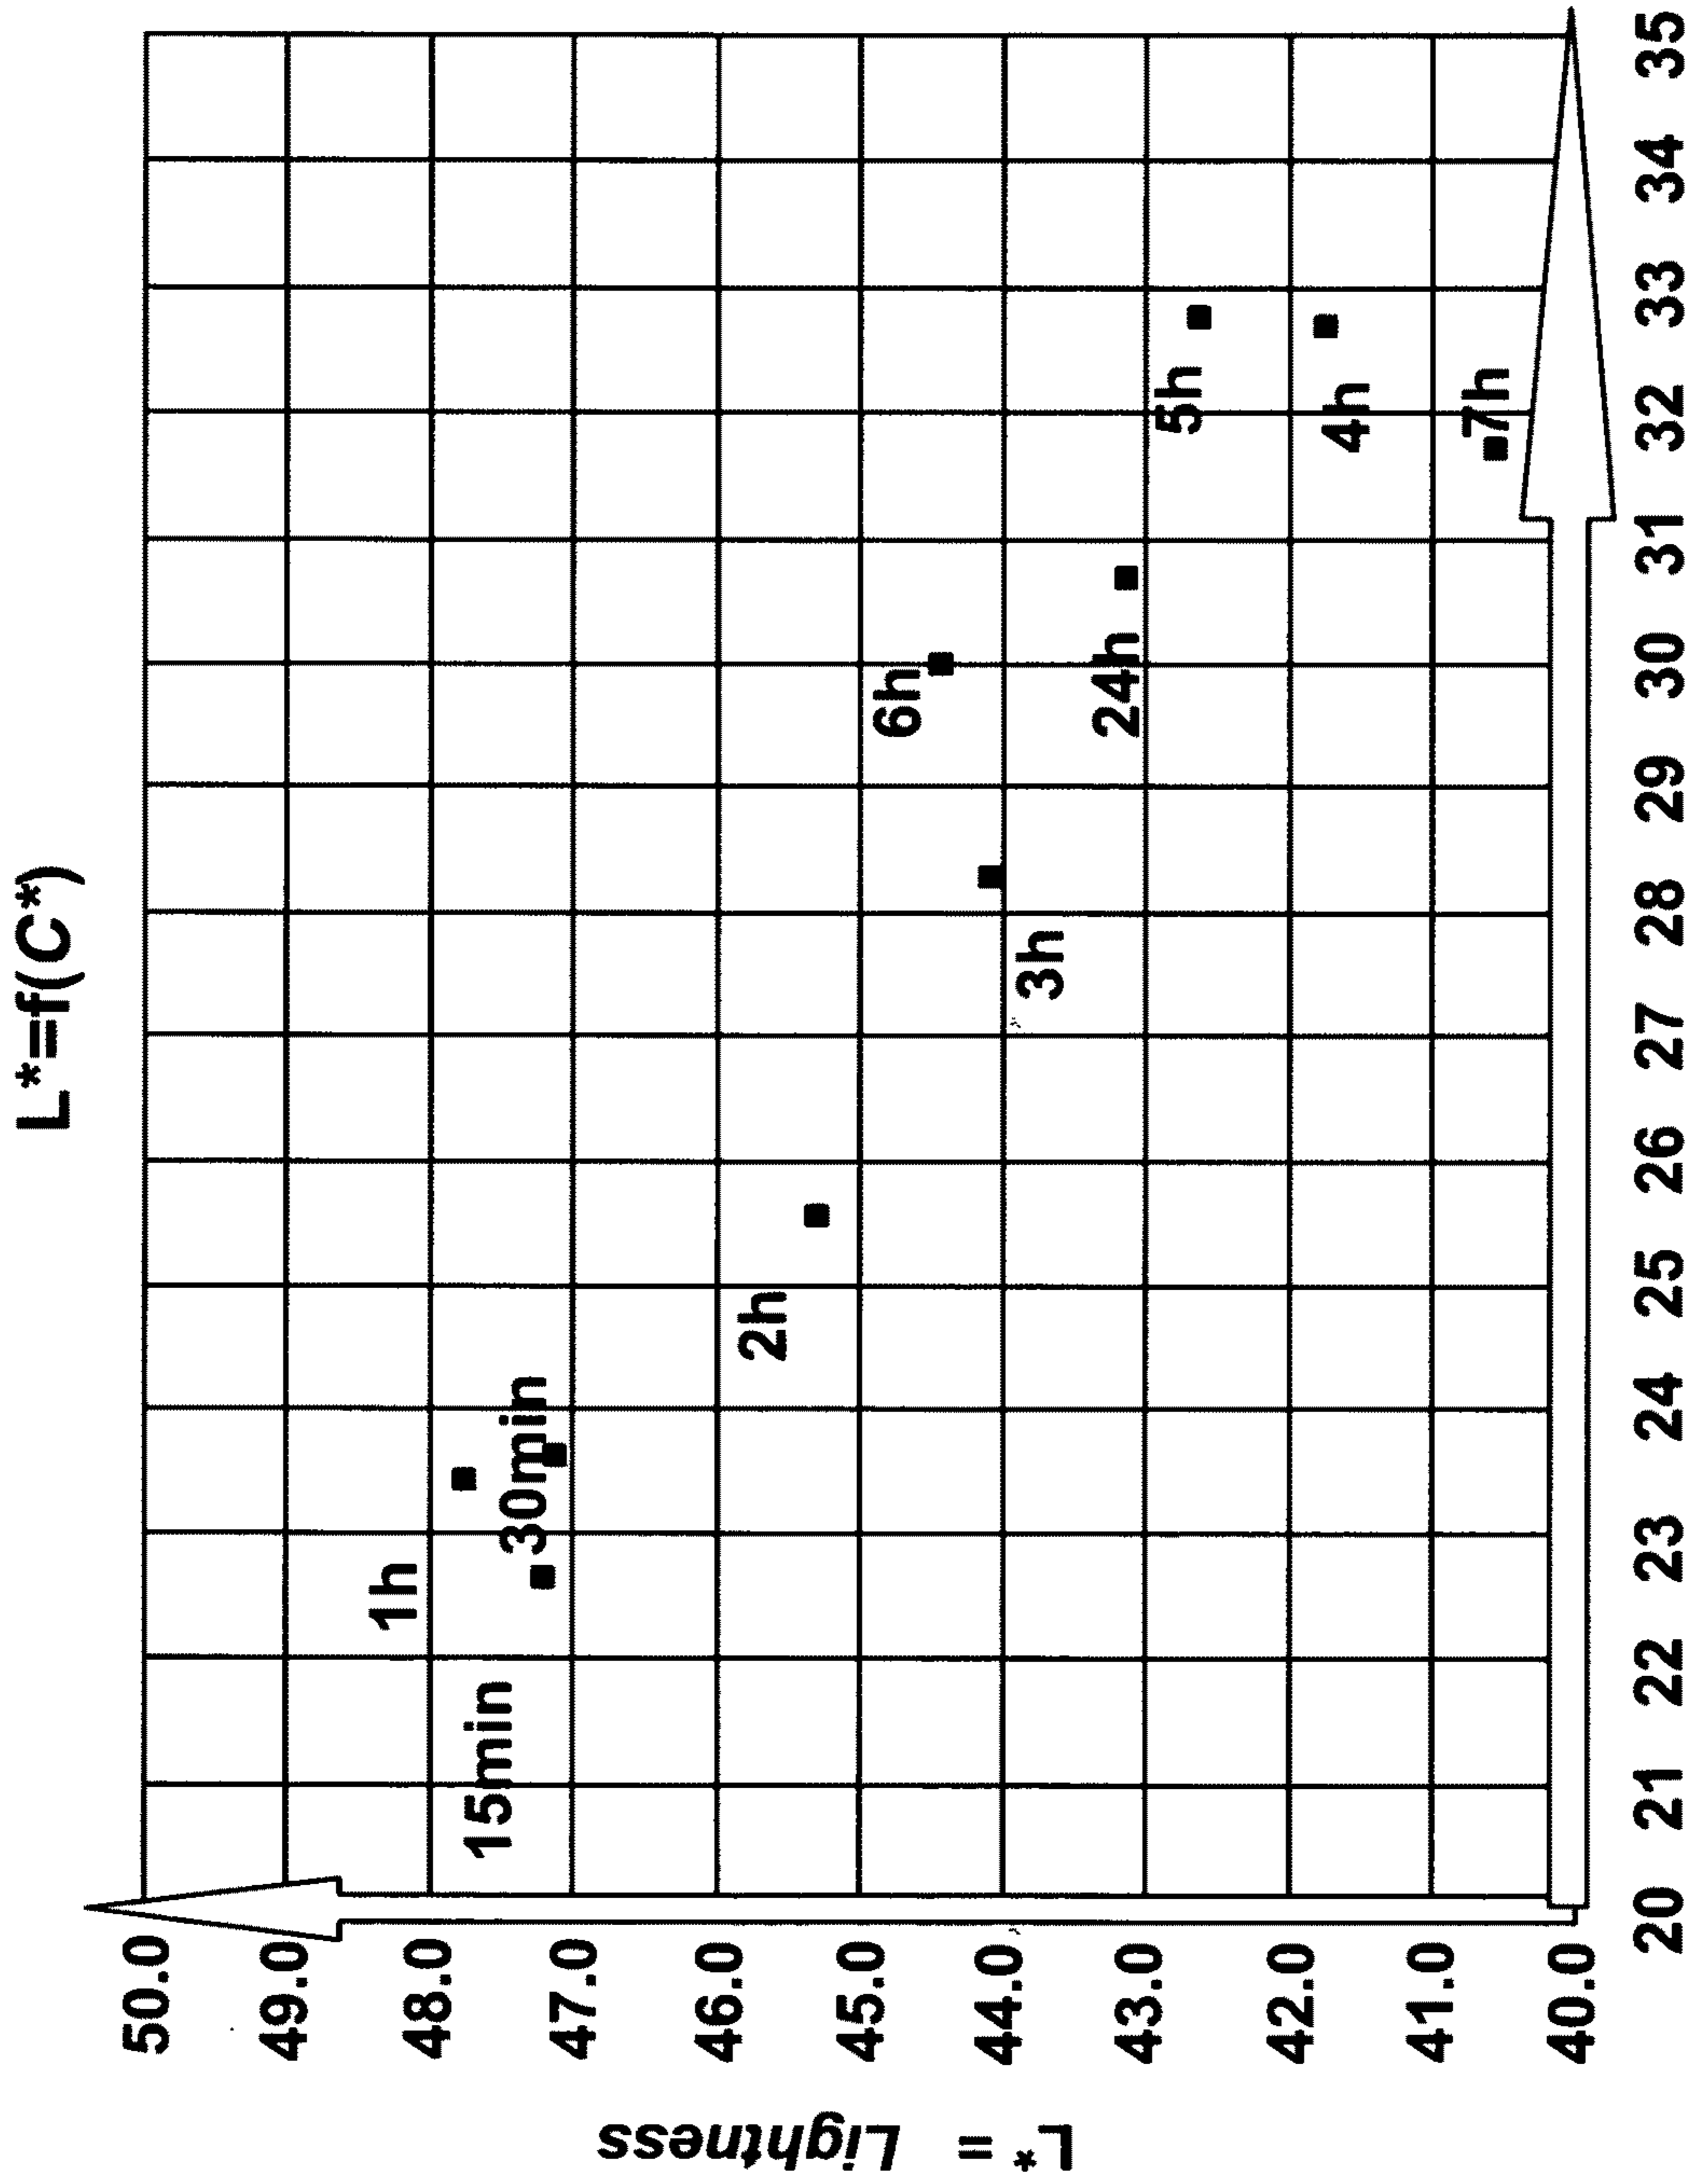 L*=f(C*)
50.0
49.0
48.0
47.0
46.0
45.0
44.0
43.0
42.0
41.0
40.0
L*= Lightness
1h
15min
30min
2h
6h
3h
24h
5h
4h
7h
20 21 22 23 24 25 26 27 28 29 30 31 32 33 34 35